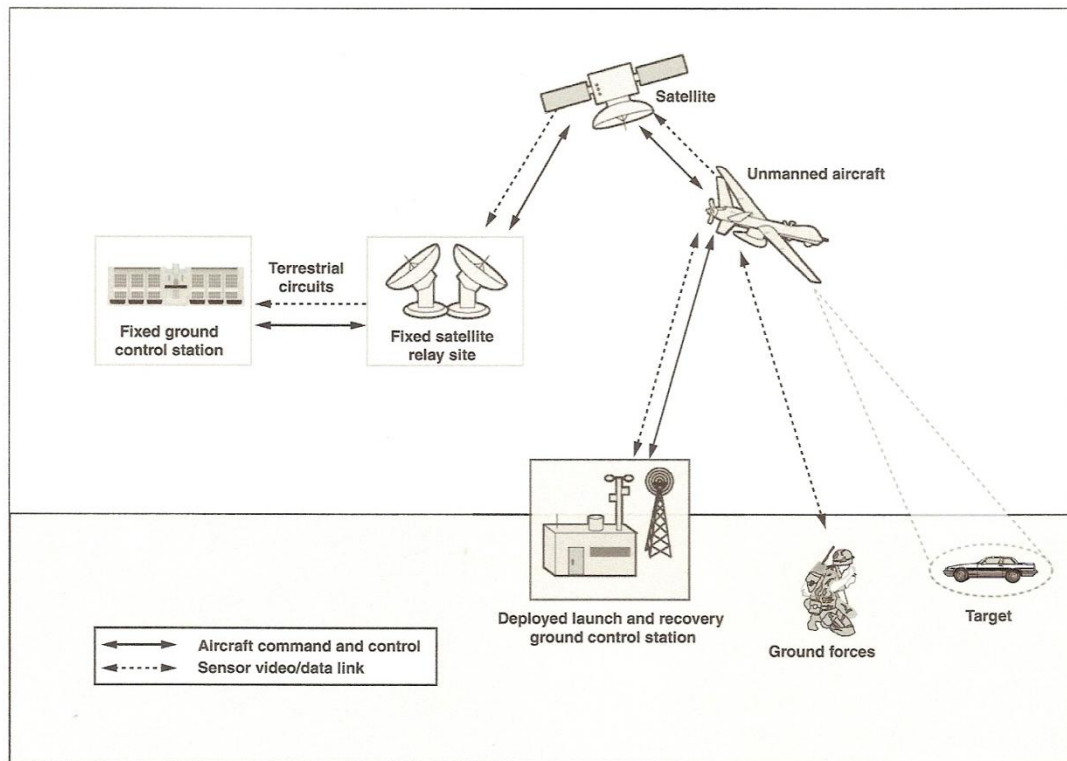 Satellite
Unmanned aircraft
Terrestrial
circuits
Fixed ground
control station
Fixed satellite
relay site
Deployed launch and recovery
ground control station
Ground forces
Target
Aircraft command and control
Sensor video/data link